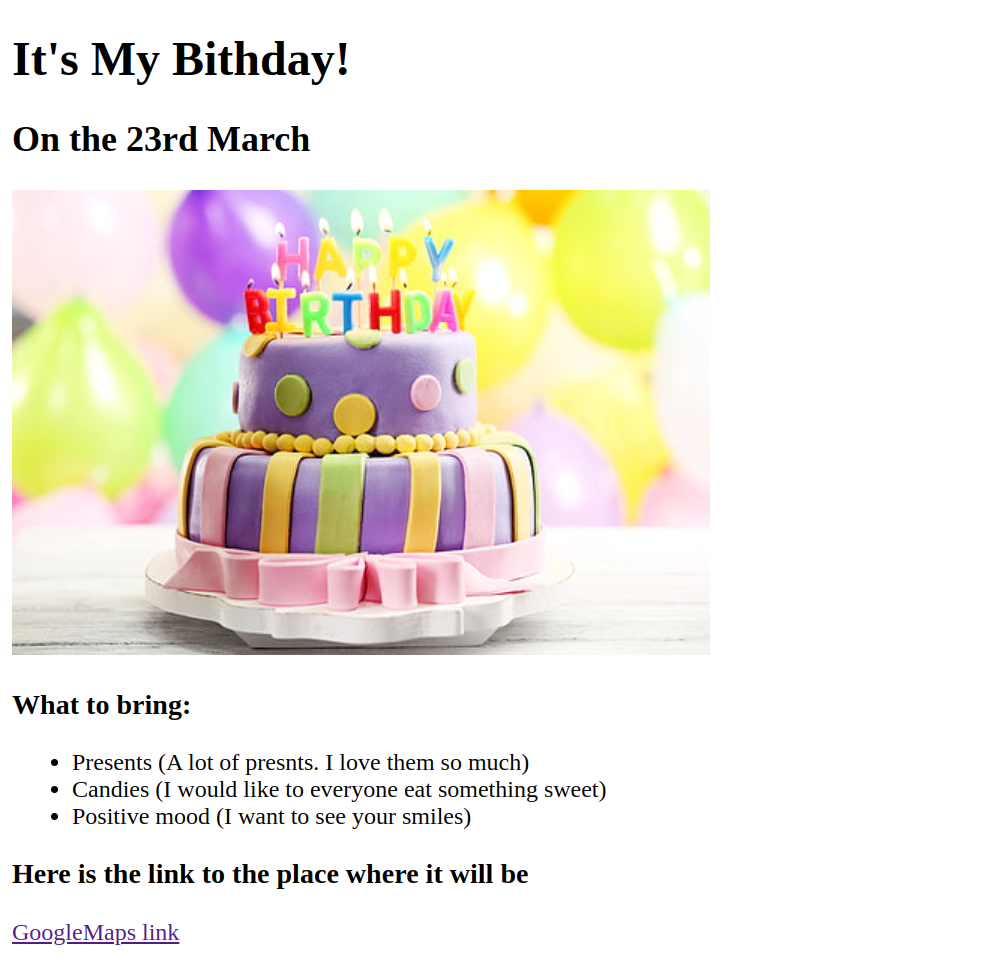 It's My Bithday!
On the 23rd March
HAPPY
BIRTHDAY
What to bring:
Presents (A lot of presnts. I love them so much)
Candies (I would like to everyone eat something sweet)
Positive mood (I want to see your smiles)
Here is the link to the place where it will be
GoogleMaps link